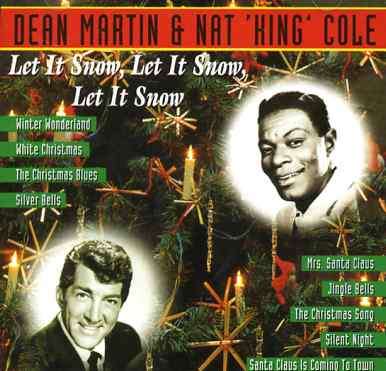 DEAN MARTIN & NAT 'KING' COLE
Let It Snow, Let It Snow,
Let It Snow
Winter Wonderland
White Christmas
The Christmas Blues
Silver Bells
Mrs. Santa Claus
Jingle Bells
The Christmas Song
Silent Night
Santa Claus Is Coming To Town